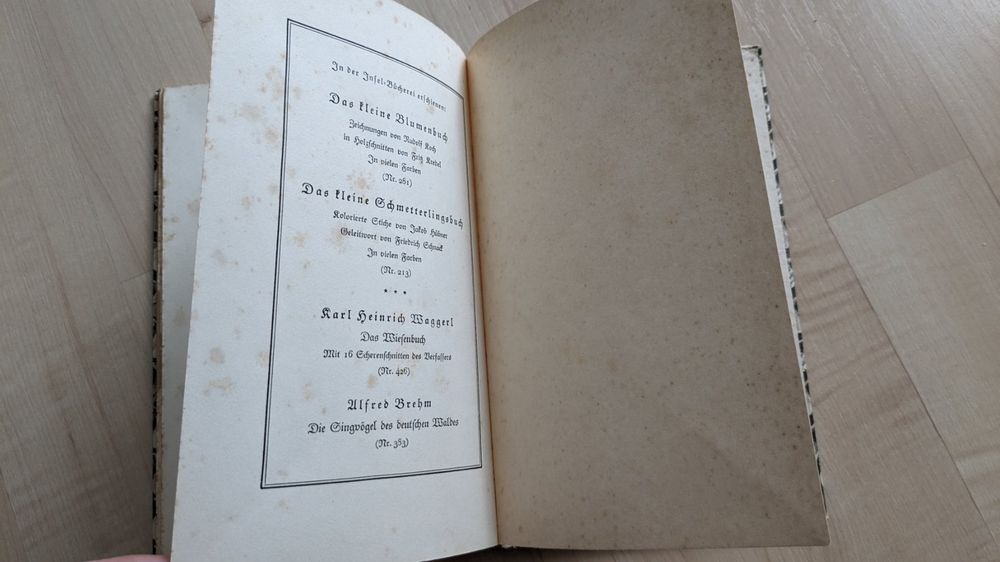 In der Insel-Bücherei erschienen:
Das kleine Blumenbuch
Zeichnungen von Rudolf Koch
in Holzschnitten von Fritz Kredel
In vielen Farben
(Nr. 281)
Das kleine Schmetterlingsbuch
Kolorierte Stiche von Jakob Hübner
Geleitwort von Friedrich Schnack
In vielen Farben
(Nr. 213)
* * *
Karl Heinrich Waggerl
Das Wiesenbuch
Mit 16 Scherenschnitten des Verfassers
(Nr. 426)
Alfred Brehm
Die Singvögel des deutschen Waldes
(Nr. 353)